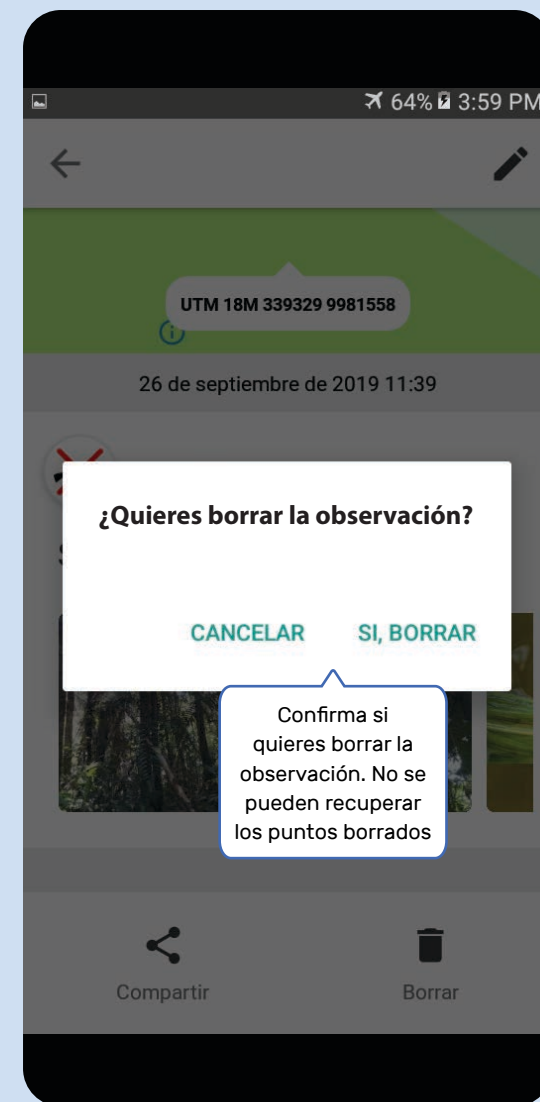 64% 3:59 PM
UTM 18M 339329 9981558
26 de septiembre de 2019 11:39
¿Quieres borrar la observación?
CANCELAR SI, BORRAR
Confirma si
quieres borrar la
observación. No se
pueden recuperar
los puntos borrados
Compartir Borrar